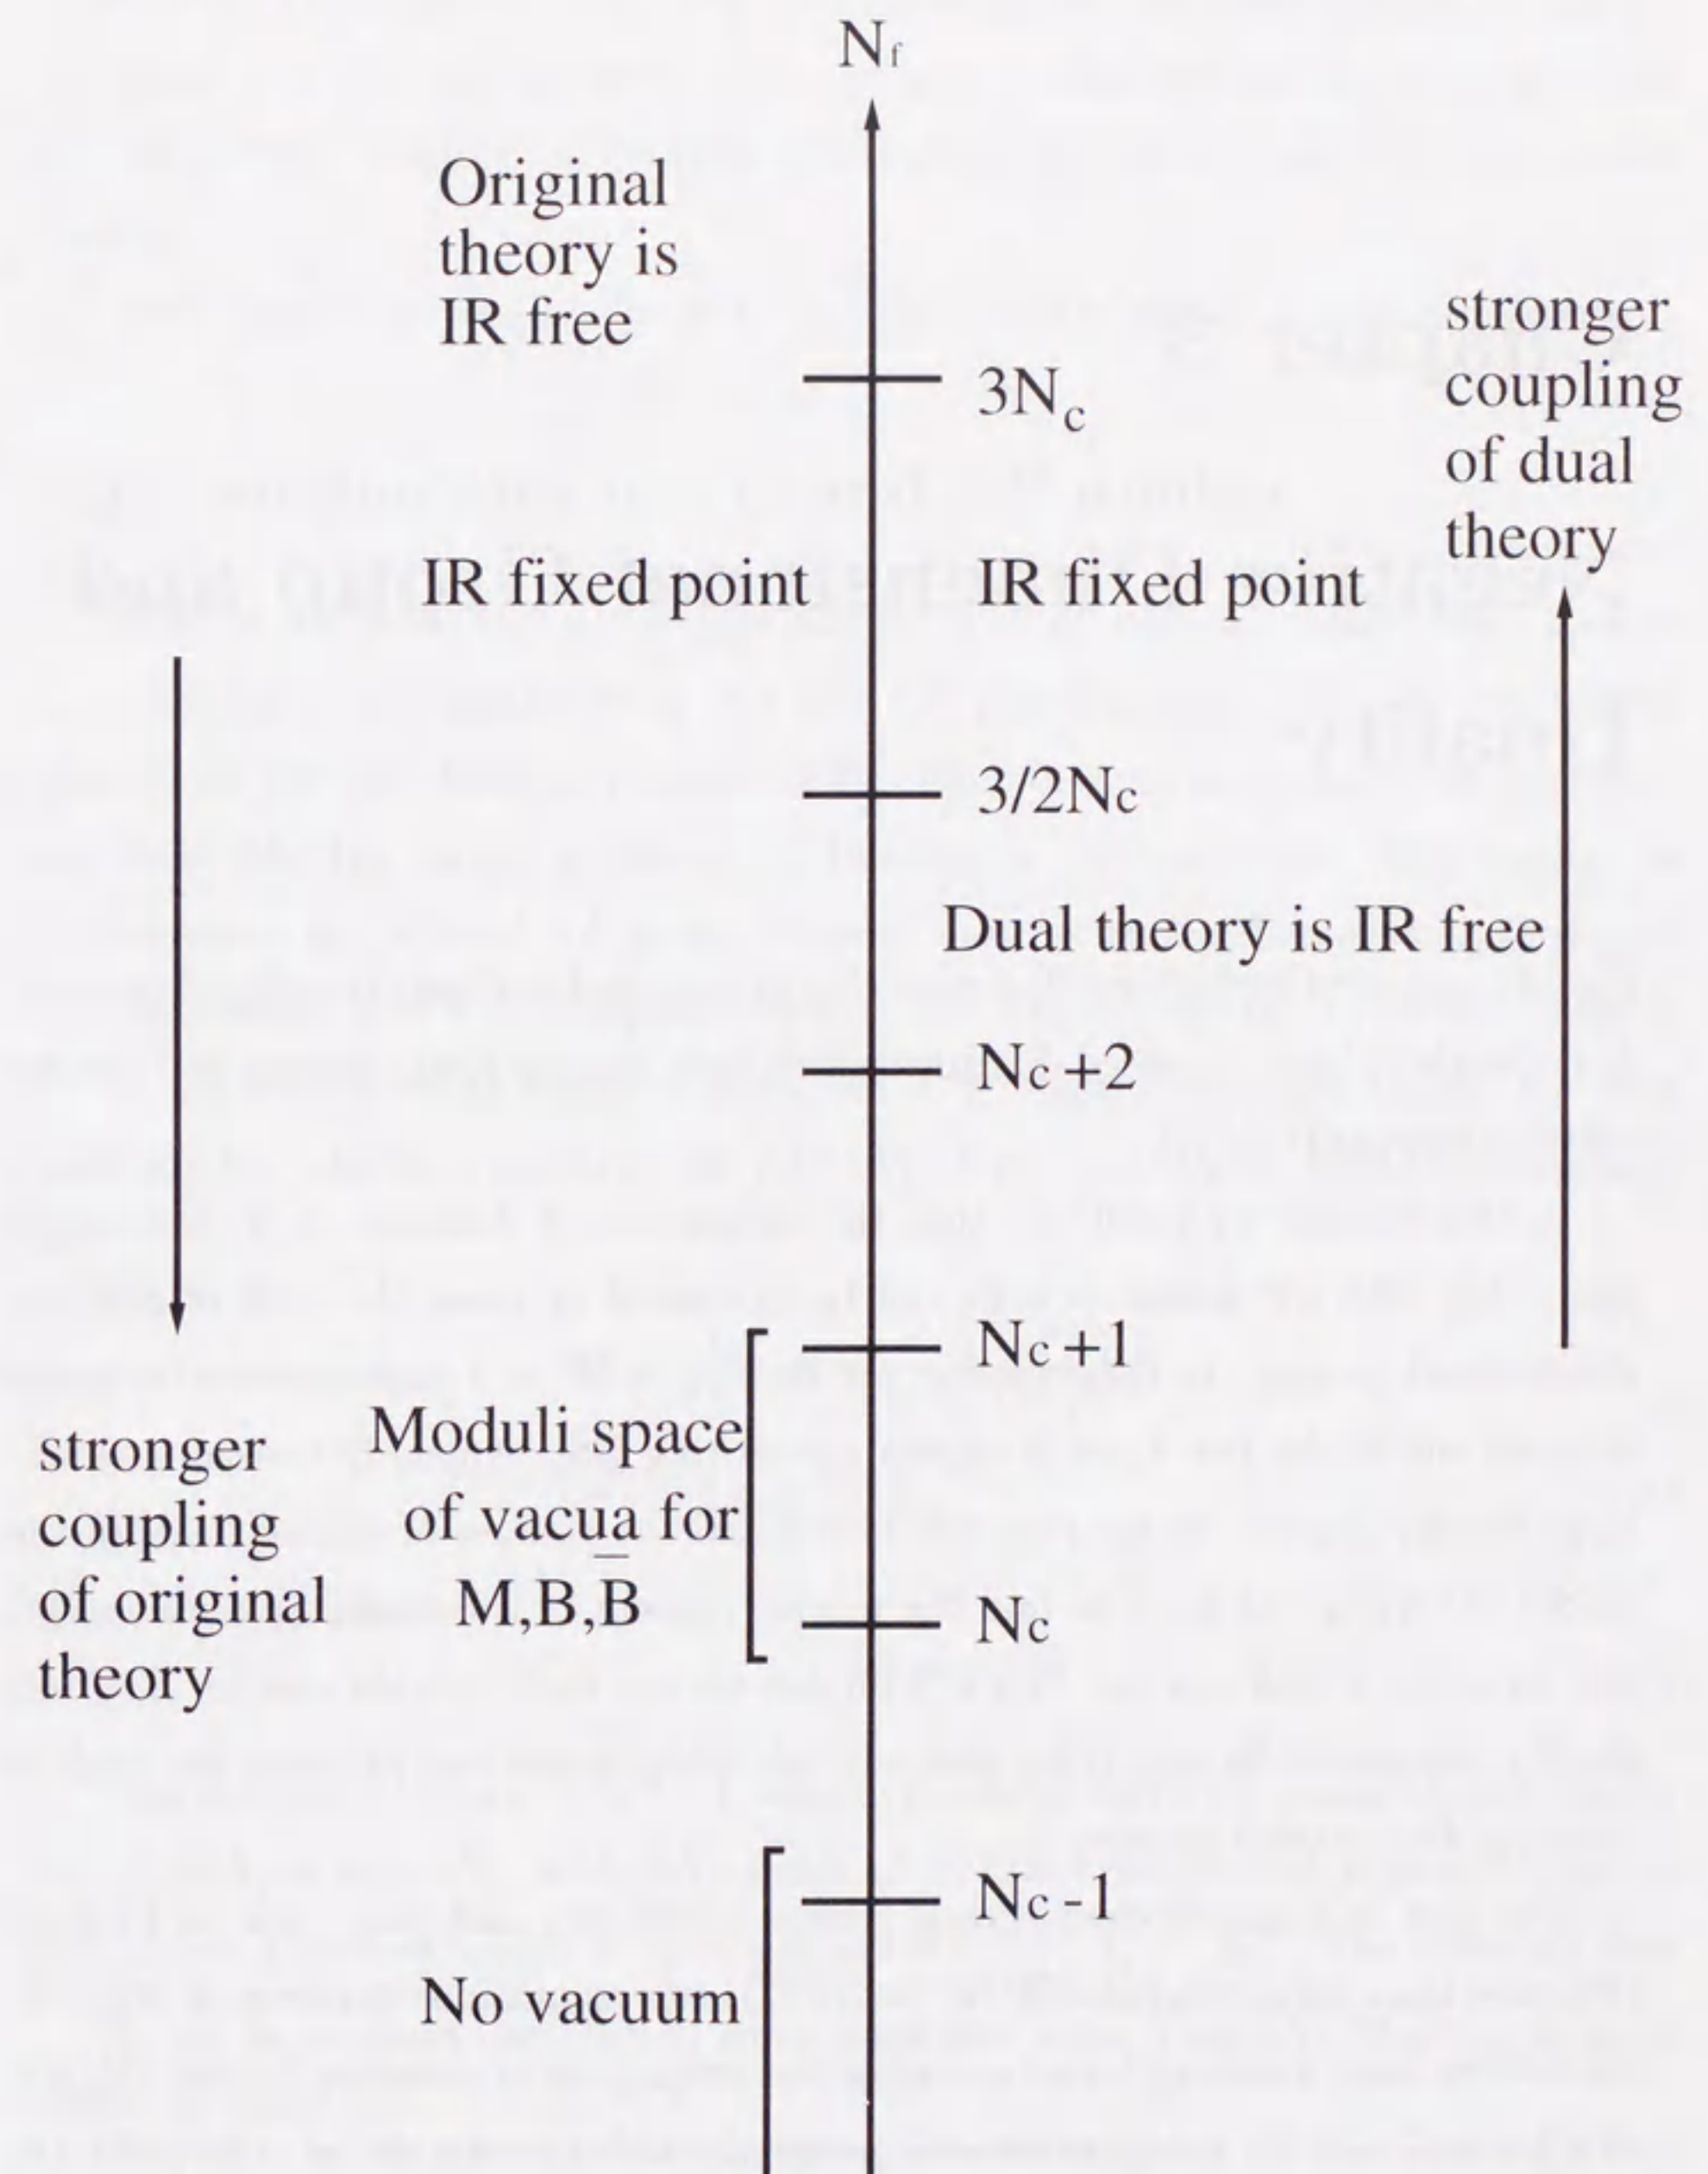 Nf
Original
theory is
IR free
3Nc
stronger
coupling
of dual
theory
IR fixed point
IR fixed point
3/2Nc
Dual theory is IR free
Nc+2
Nc+1
Moduli space
of vacua for
M,B,B̅
stronger
coupling
of original
theory
Nc
Nc-1
No vacuum